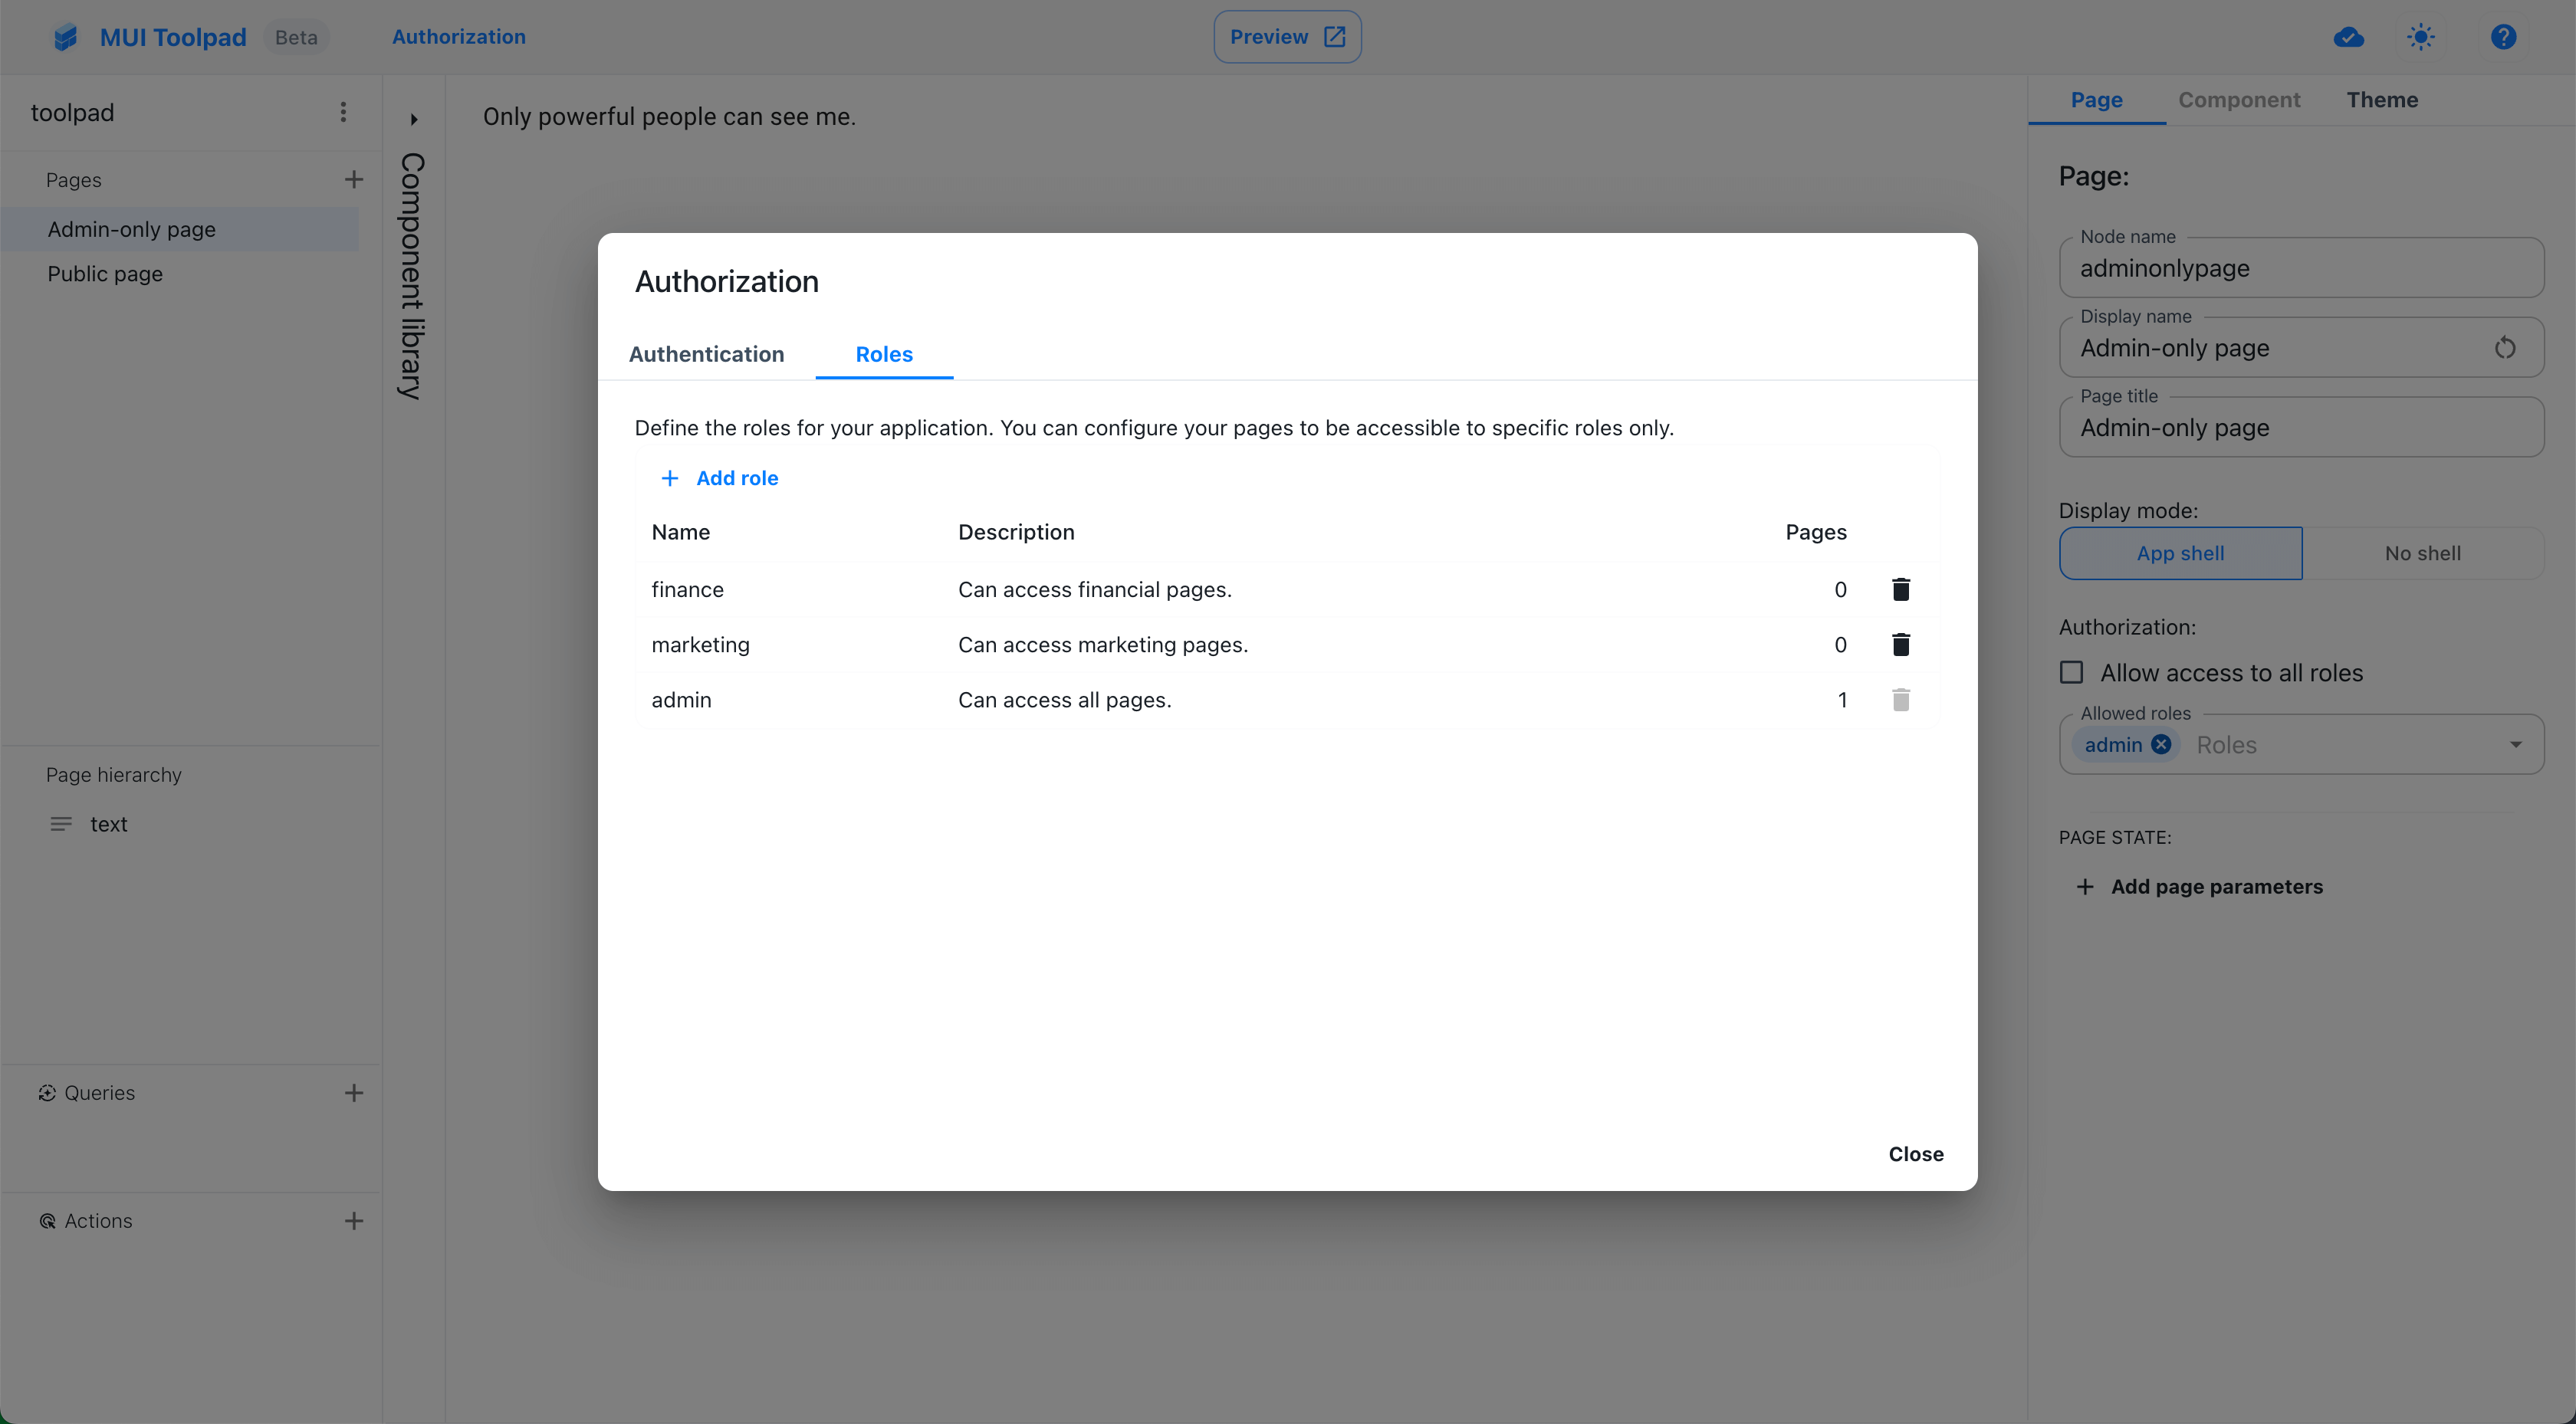 MUI Toolpad Beta Authorization Preview
toolpad
Pages
Admin-only page
Public page
Page hierarchy
text
Queries
Actions
Component library
Only powerful people can see me.
Authorization
Authentication Roles
Define the roles for your application. You can configure your pages to be accessible to specific roles only.
Add role
Name Description Pages
finance Can access financial pages. 0
marketing Can access marketing pages. 0
admin Can access all pages. 1
Close
Page Component Theme
Page:
Node name
adminonlypage
Display name
Admin-only page
Page title
Admin-only page
Display mode:
App shell No shell
Authorization:
Allow access to all roles
Allowed roles
admin Roles
PAGE STATE:
Add page parameters